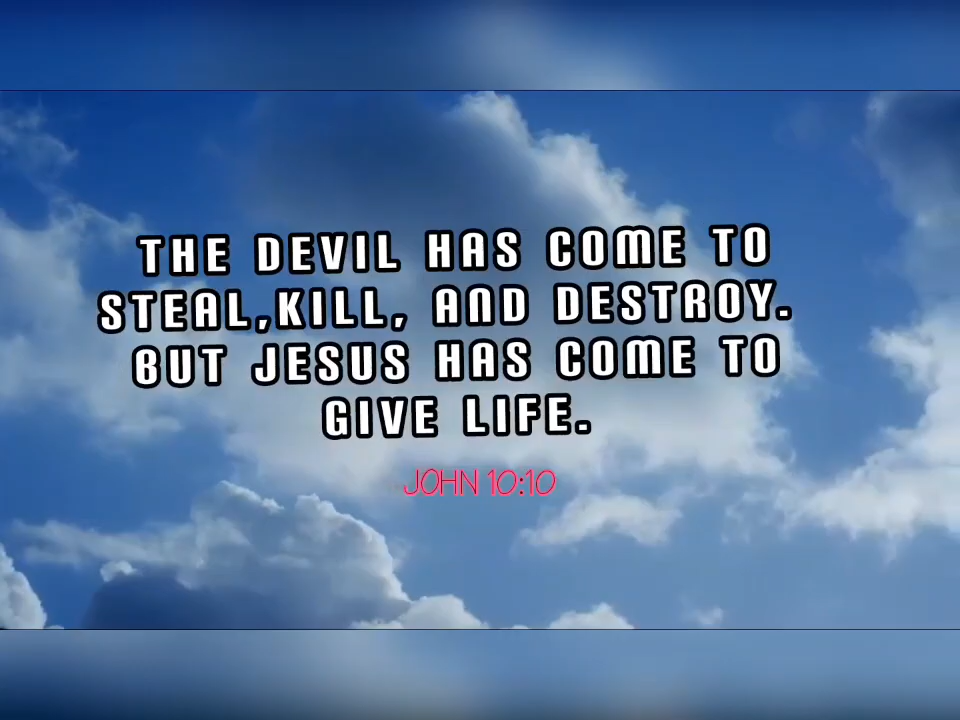 THE DEVIL HAS COME TO
STEAL,KILL, AND DESTROY.
BUT JESUS HAS COME TO
GIVE LIFE.
JOHN 10:10